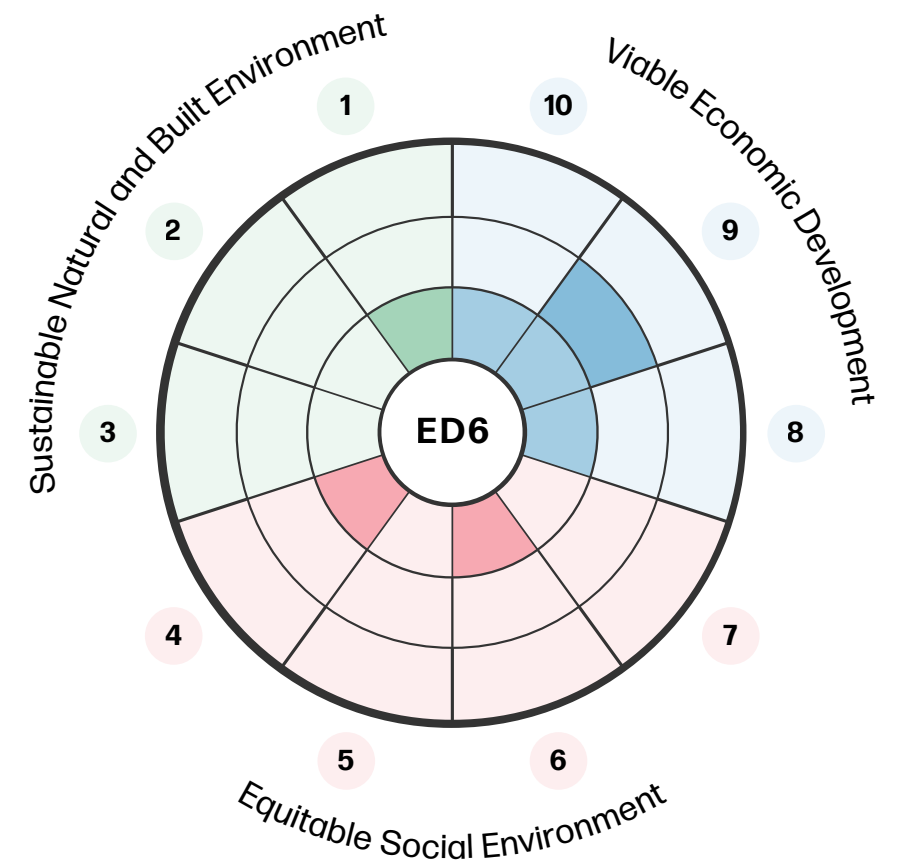 Sustainable Natural and Built Environment
Viable Economic Development
1
10
2
9
3
ED6
8
4
7
5
6
Equitable Social Environment